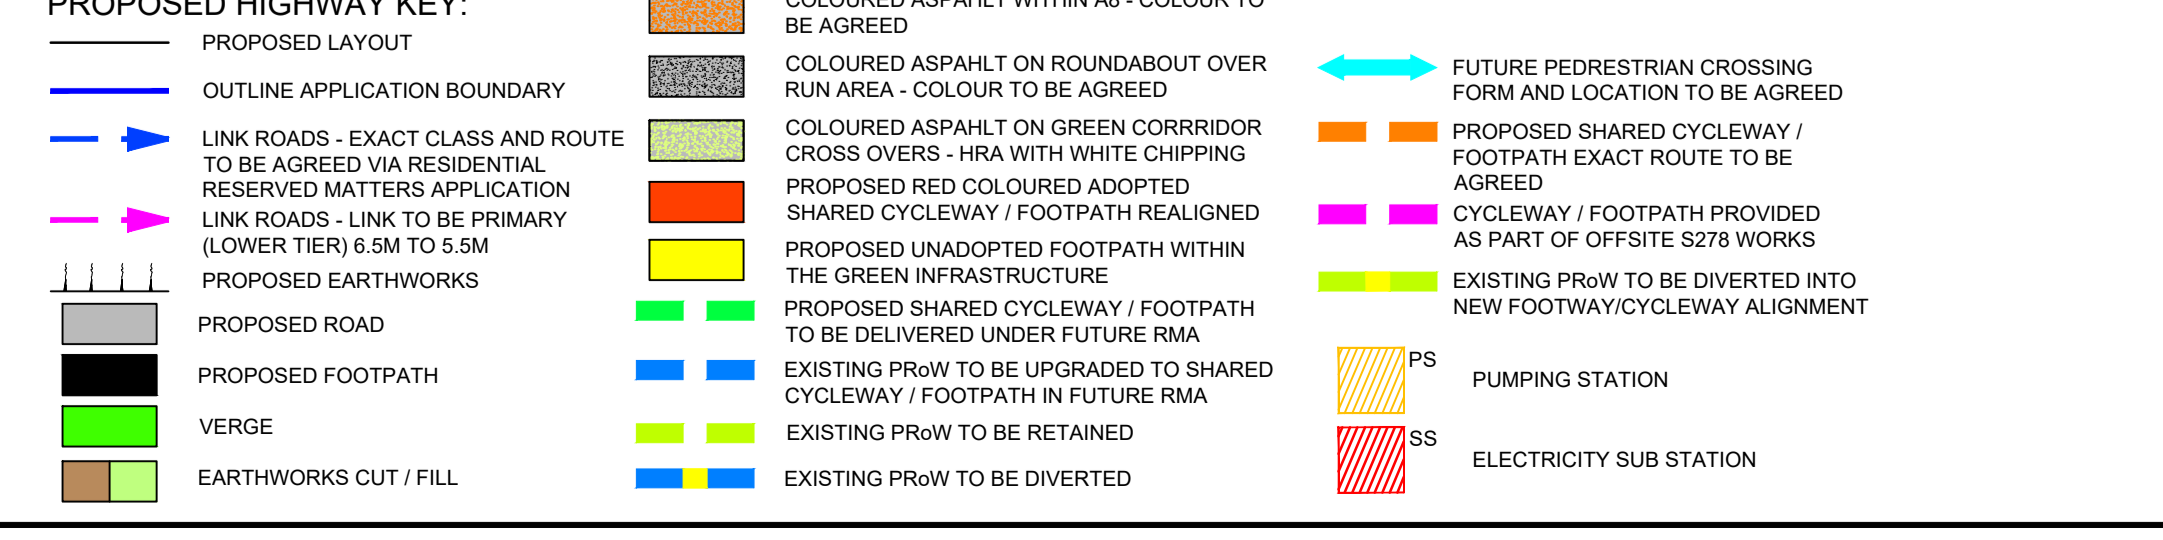 PROPOSED HIGHWAY KEY:
PROPOSED LAYOUT
OUTLINE APPLICATION BOUNDARY
LINK ROADS - EXACT CLASS AND ROUTE
TO BE AGREED VIA RESIDENTIAL
RESERVED MATTERS APPLICATION
LINK ROADS - LINK TO BE PRIMARY
(LOWER TIER) 6.5M TO 5.5M
PROPOSED EARTHWORKS
PROPOSED ROAD
PROPOSED FOOTPATH
VERGE
EARTHWORKS CUT / FILL
COLOURED ASPAHLT WITHIN A6 - COLOUR TO
BE AGREED
COLOURED ASPAHLT ON ROUNDABOUT OVER
RUN AREA - COLOUR TO BE AGREED
COLOURED ASPAHLT ON GREEN CORRRIDOR
CROSS OVERS - HRA WITH WHITE CHIPPING
PROPOSED RED COLOURED ADOPTED
SHARED CYCLEWAY / FOOTPATH REALIGNED
PROPOSED UNADOPTED FOOTPATH WITHIN
THE GREEN INFRASTRUCTURE
PROPOSED SHARED CYCLEWAY / FOOTPATH
TO BE DELIVERED UNDER FUTURE RMA
EXISTING PRoW TO BE UPGRADED TO SHARED
CYCLEWAY / FOOTPATH IN FUTURE RMA
EXISTING PRoW TO BE RETAINED
EXISTING PRoW TO BE DIVERTED
FUTURE PEDRESTRIAN CROSSING
FORM AND LOCATION TO BE AGREED
PROPOSED SHARED CYCLEWAY /
FOOTPATH EXACT ROUTE TO BE
AGREED
CYCLEWAY / FOOTPATH PROVIDED
AS PART OF OFFSITE S278 WORKS
EXISTING PRoW TO BE DIVERTED INTO
NEW FOOTWAY/CYCLEWAY ALIGNMENT
PS
PUMPING STATION
SS
ELECTRICITY SUB STATION